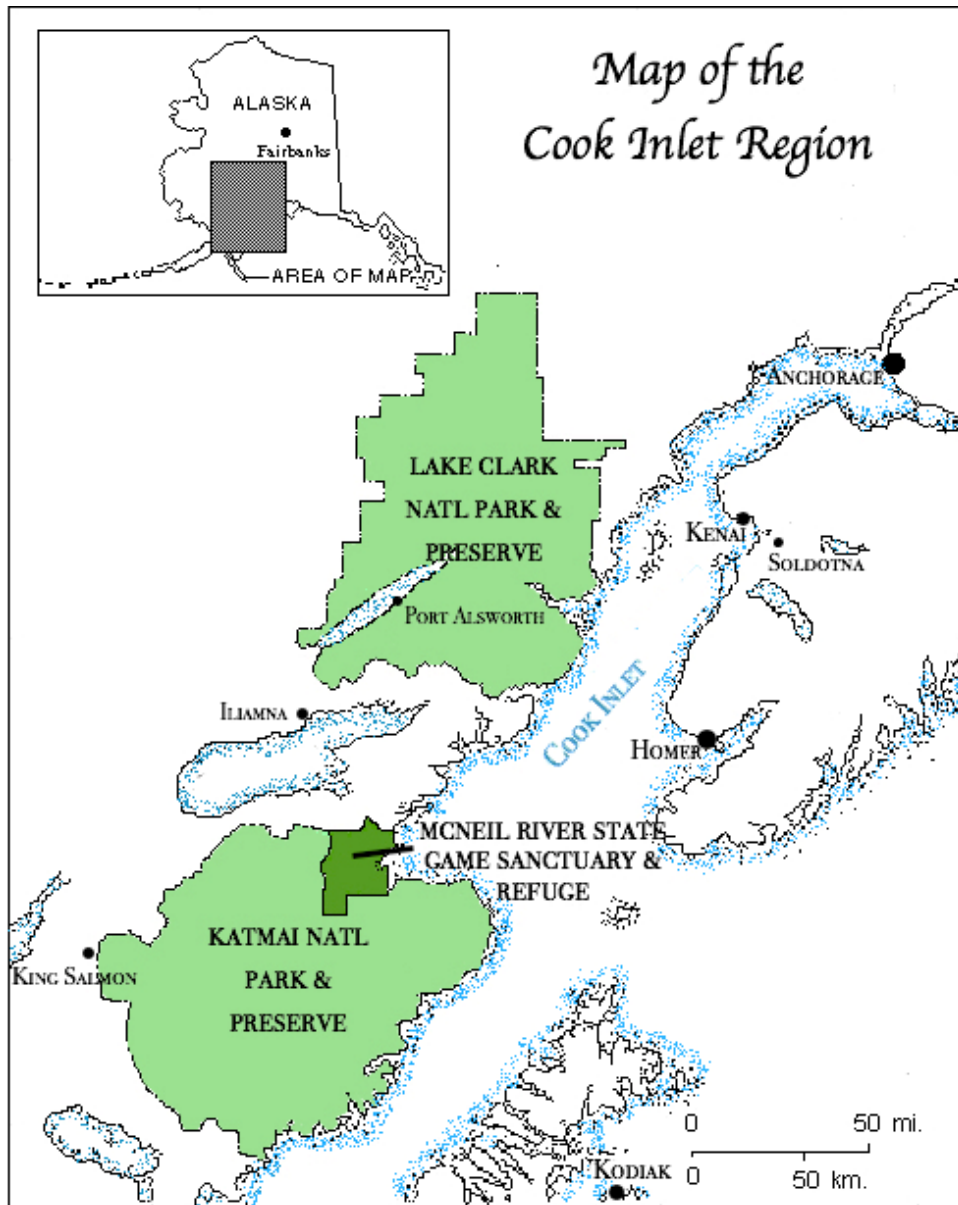 Map of the
Cook Inlet Region
ALASKA
Fairbanks
AREA OF MAP
ANCHORAGE
LAKE CLARK
NATL PARK &
PRESERVE
KENAI
SOLDOTNA
PORT ALSWORTH
COOK INLET
ILIAMNA
HOMER
MCNEIL RIVER STATE
GAME SANCTUARY &
REFUGE
KATMAI NATL
PARK &
PRESERVE
KING SALMON
0 50 mi.
0 50 km.
KODIAK